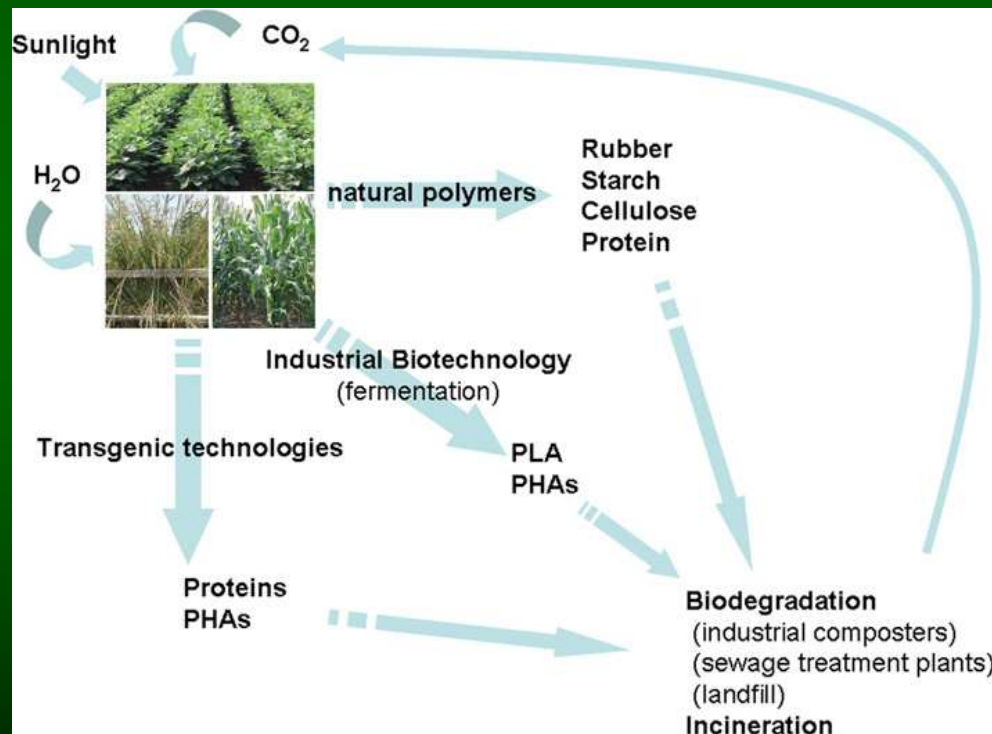 Sunlight
CO₂
H₂O
natural polymers
Rubber
Starch
Cellulose
Protein
Industrial Biotechnology
(fermentation)
Transgenic technologies
PLA
PHAs
Proteins
PHAs
Biodegradation
(industrial composters)
(sewage treatment plants)
(landfill)
Incineration